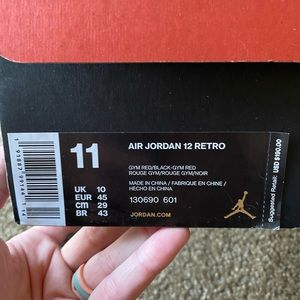 11
AIR JORDAN 12 RETRO
GYM RED/BLACK-GYM RED
ROUGE GYM/ROUGE GYM/NOIR
MADE IN CHINA / FABRIQUE EN CHINE /
HECHO EN CHINA
UK 10
EUR 45
CM 29
BR 43
130690 601
JORDAN.COM
Suggested Retail: USD $190.00